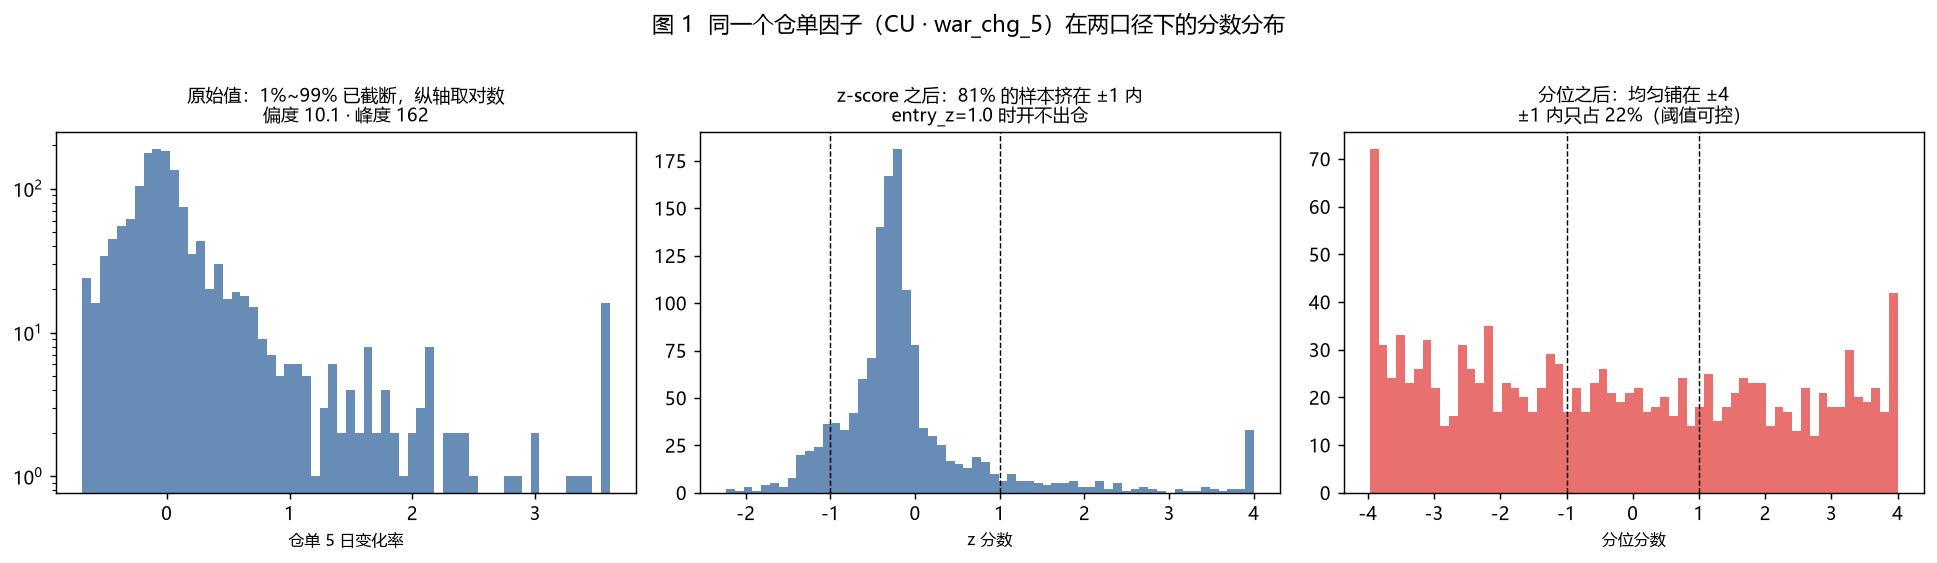 图 1 同一个仓单因子（CU · war_chg_5）在两口径下的分数分布
原始值：1%~99% 已截断，纵轴取对数
偏度 10.1 · 峰度 162
10²
10¹
10⁰
0 1 2 3
仓单 5 日变化率
z-score 之后：81% 的样本挤在 ±1 内
entry_z=1.0 时开不出仓
175
150
125
100
75
50
25
0
-2 -1 0 1 2 3 4
z 分数
分位之后：均匀铺在 ±4
±1 内只占 22%（阈值可控）
70
60
50
40
30
20
10
0
-4 -3 -2 -1 0 1 2 3 4
分位分数